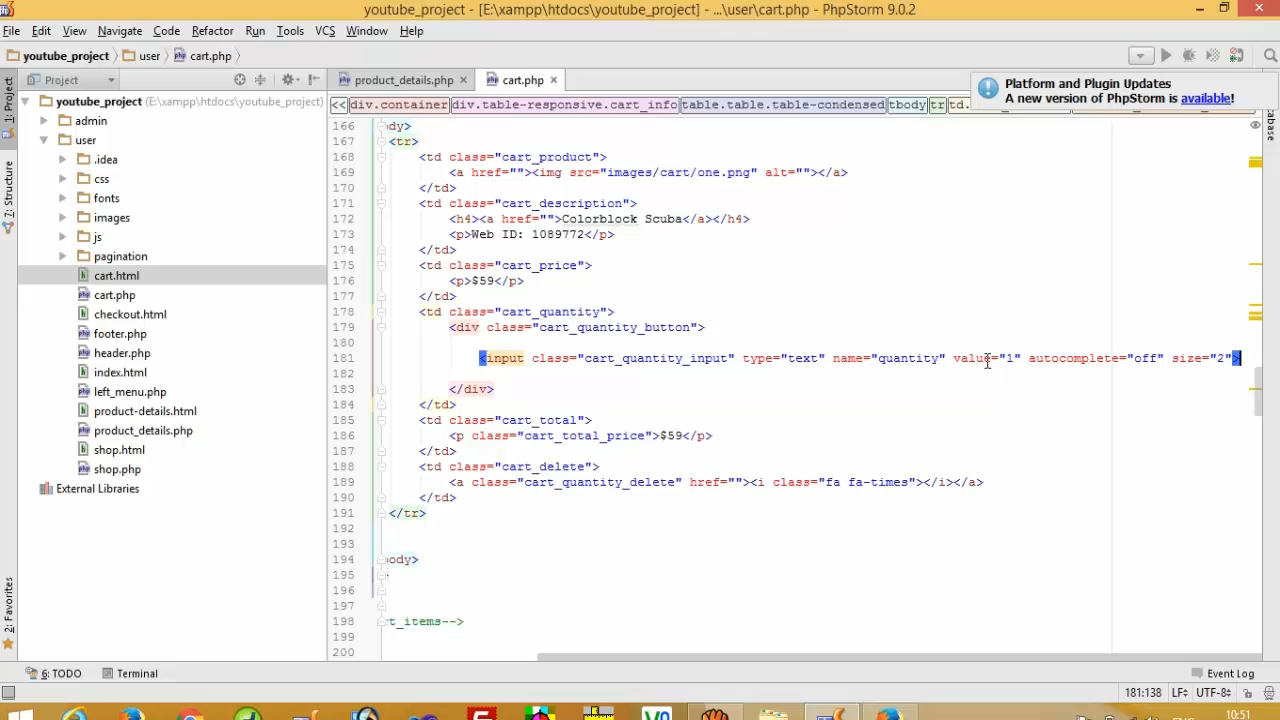 youtube_project - [E:\xampp\htdocs\youtube_project] - ...\user\cart.php - PhpStorm 9.0.2
File Edit View Navigate Code Refactor Run Tools VCS Window Help
youtube_project user cart.php
Project product_details.php cart.php
Platform and Plugin Updates
A new version of PhpStorm is available!
<<div.container div.table-responsive.cart_info table.table.table-condensed tbody tr td.
1: Project
7: Structure
2: Favorites
youtube_project (E:\xampp\htdocs\youtube_project)
admin
user
.idea
css
fonts
images
js
pagination
cart.html
cart.php
checkout.html
footer.php
header.php
index.html
left_menu.php
product-details.html
product_details.php
shop.html
shop.php
External Libraries
166 ody>
167 <tr>
168 <td class="cart_product">
169 <a href=""><img src="images/cart/one.png" alt=""></a>
170 </td>
171 <td class="cart_description">
172 <h4><a href="">Colorblock Scuba</a></h4>
173 <p>Web ID: 1089772</p>
174 </td>
175 <td class="cart_price">
176 <p>$59</p>
177 </td>
178 <td class="cart_quantity">
179 <div class="cart_quantity_button">
180
181 <input class="cart_quantity_input" type="text" name="quantity" value="1" autocomplete="off" size="2">
182
183 </div>
184 </td>
185 <td class="cart_total">
186 <p class="cart_total_price">$59</p>
187 </td>
188 <td class="cart_delete">
189 <a class="cart_quantity_delete" href=""><i class="fa fa-times"></i></a>
190 </td>
191 </tr>
192
193
194 body>
195
196
197
198 rt_items-->
199
200
6: TODO Terminal Event Log
181:138 LF UTF-8
10:51